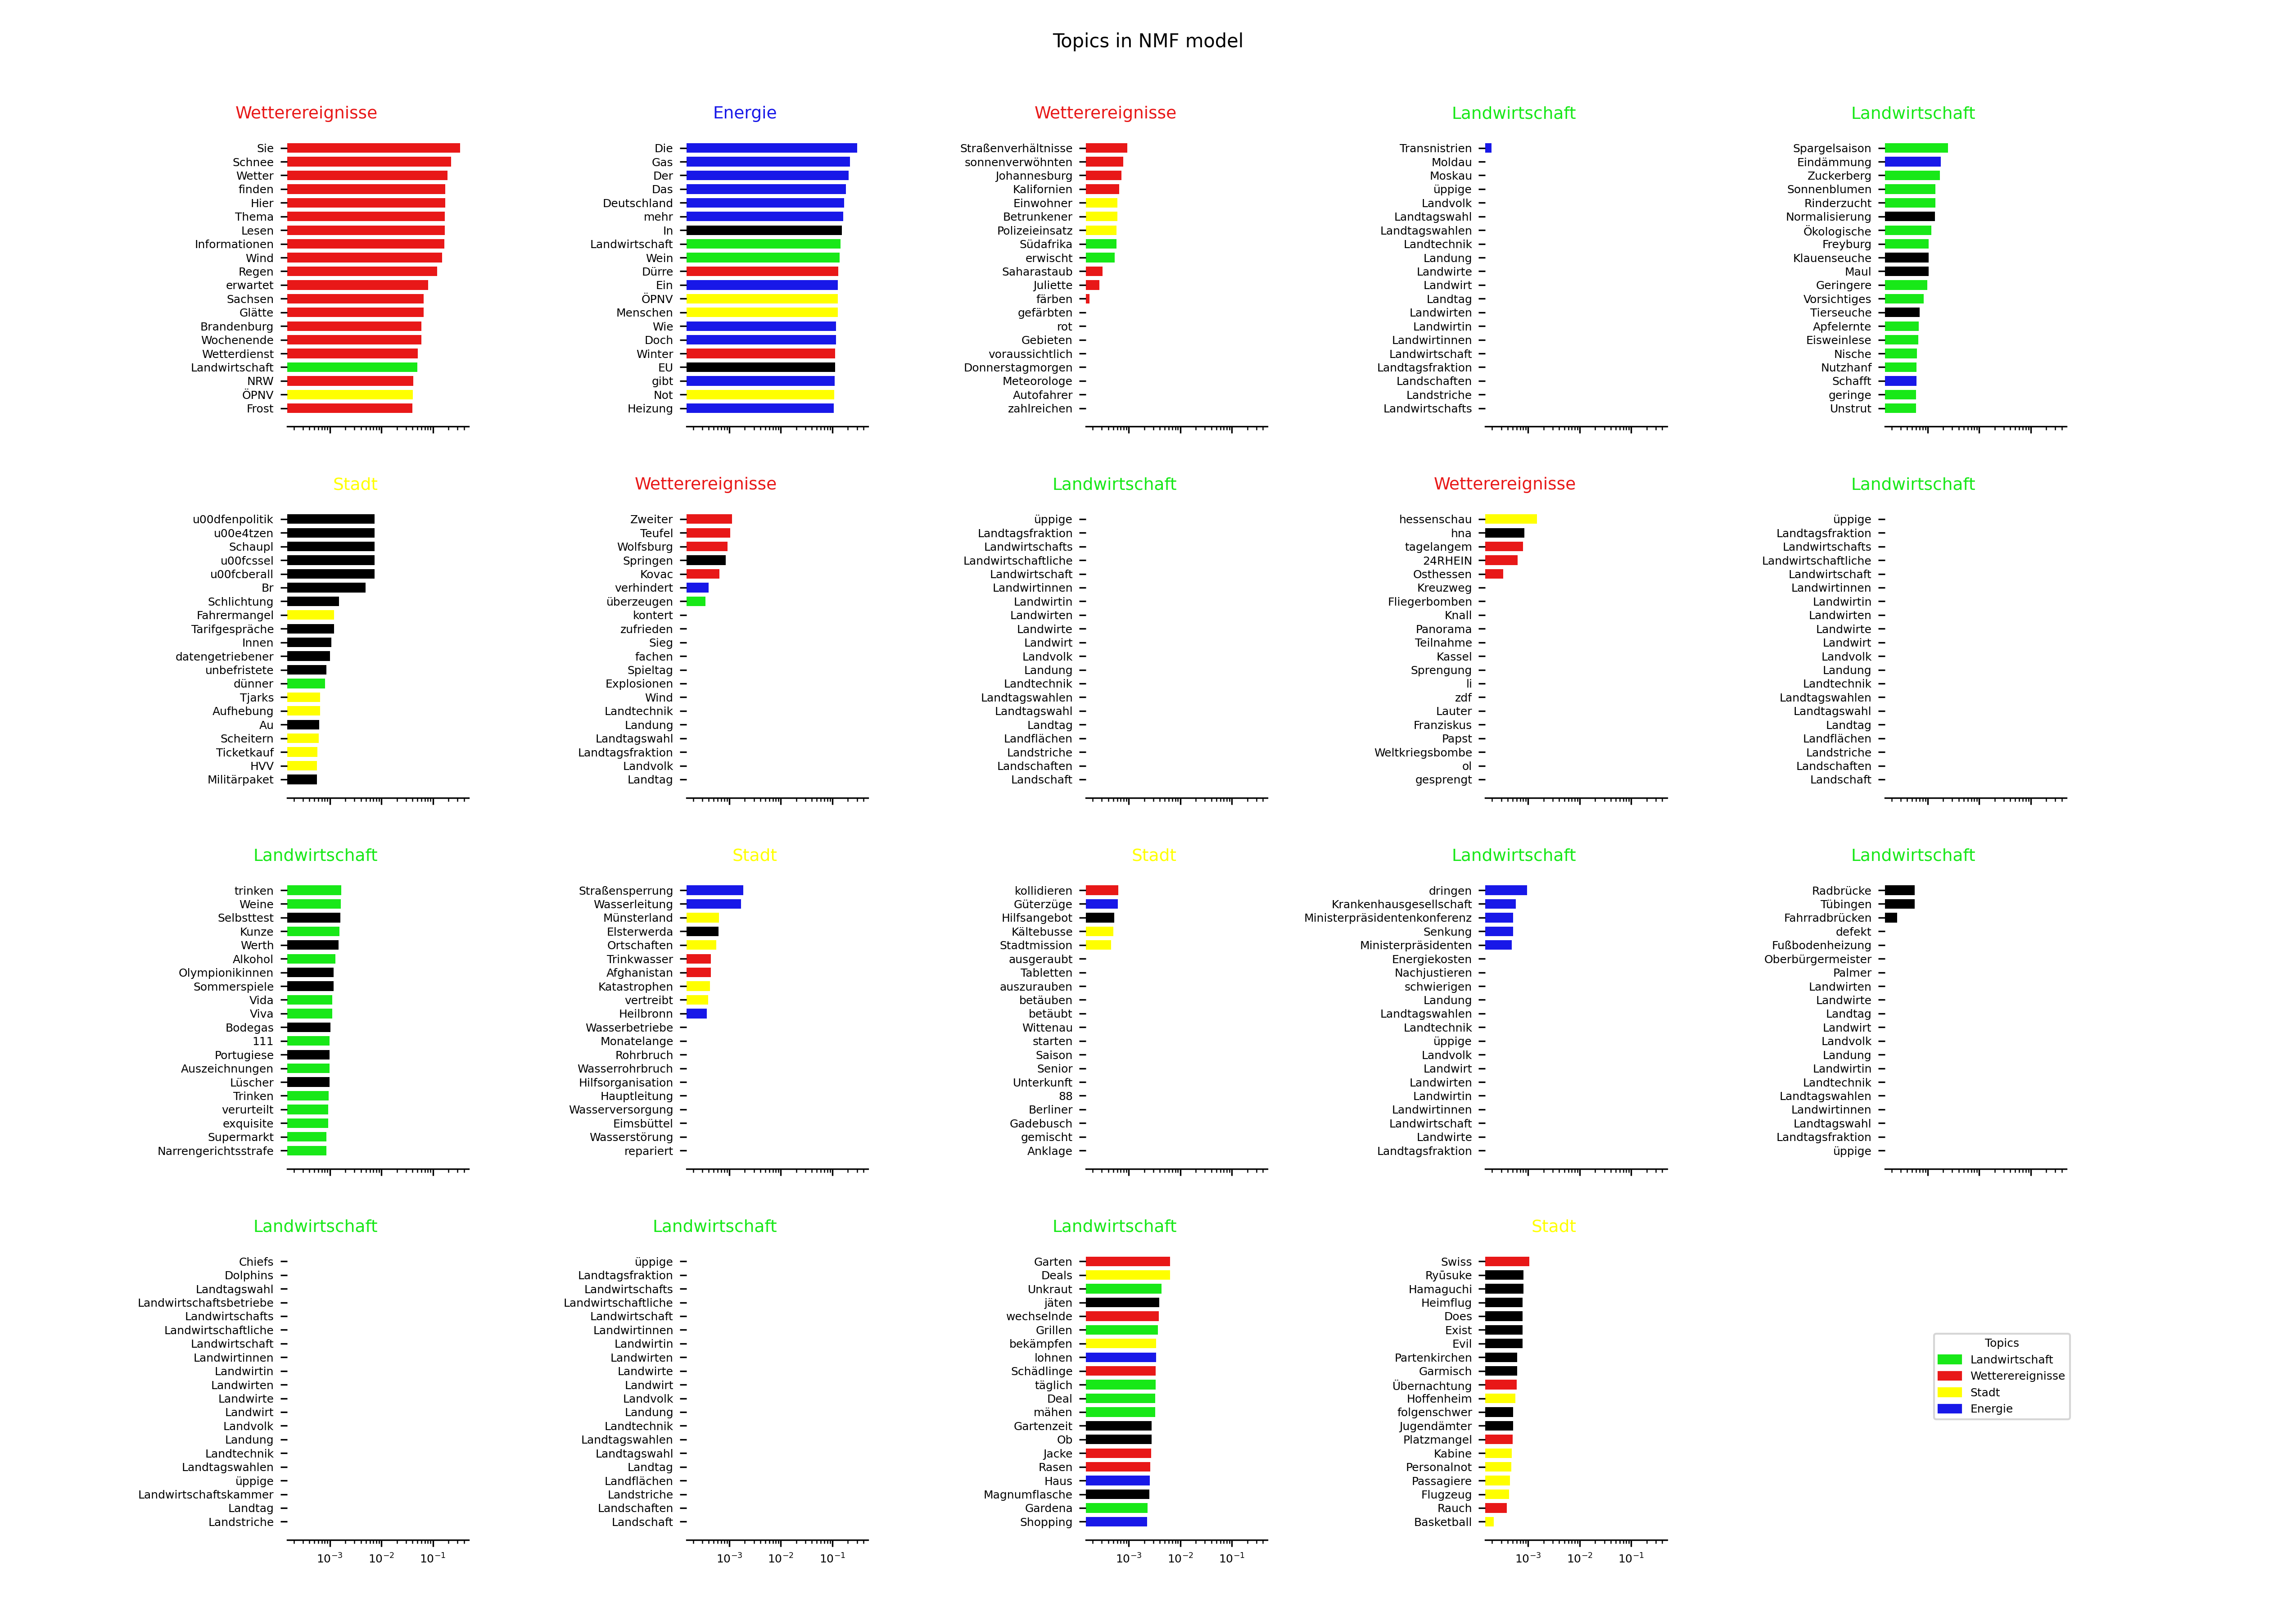 Topics in NMF model
Wetterereignisse
Sie
Schnee
Wetter
finden
Hier
Thema
Lesen
Informationen
Wind
Regen
erwartet
Sachsen
Glätte
Brandenburg
Wochenende
Wetterdienst
Landwirtschaft
NRW
ÖPNV
Frost
Energie
Die
Gas
Der
Das
Deutschland
mehr
In
Landwirtschaft
Wein
Dürre
Ein
ÖPNV
Menschen
Wie
Doch
Winter
EU
gibt
Not
Heizung
Wetterereignisse
Straßenverhältnisse
sonnenverwöhnten
Johannesburg
Kalifornien
Einwohner
Betrunkener
Polizeieinsatz
Südafrika
erwischt
Saharastaub
Juliette
färben
gefärbten
rot
Gebieten
voraussichtlich
Donnerstagmorgen
Meteorologe
Autofahrer
zahlreichen
Landwirtschaft
Transnistrien
Moldau
Moskau
üppige
Landvolk
Landtagswahl
Landtagswahlen
Landtechnik
Landung
Landwirte
Landwirt
Landtag
Landwirten
Landwirtin
Landwirtinnen
Landwirtschaft
Landtagsfraktion
Landschaften
Landstriche
Landwirtschafts
Landwirtschaft
Spargelsaison
Eindämmung
Zuckerberg
Sonnenblumen
Rinderzucht
Normalisierung
Ökologische
Freyburg
Klauenseuche
Maul
Geringere
Vorsichtiges
Tierseuche
Apfelernte
Eisweinlese
Nische
Nutzhanf
Schafft
geringe
Unstrut
Stadt
u00dfenpolitik
u00e4tzen
Schaupl
u00fcssel
u00fcberall
Br
Schlichtung
Fahrermangel
Tarifgespräche
Innen
datengetriebener
unbefristete
dünner
Tjarks
Aufhebung
Au
Scheitern
Ticketkauf
HVV
Militärpaket
Wetterereignisse
Zweiter
Teufel
Wolfsburg
Springen
Kovac
verhindert
überzeugen
kontert
zufrieden
Sieg
fachen
Spieltag
Explosionen
Wind
Landtechnik
Landung
Landtagswahl
Landtagsfraktion
Landvolk
Landtag
Landwirtschaft
üppige
Landtagsfraktion
Landwirtschafts
Landwirtschaftliche
Landwirtschaft
Landwirtinnen
Landwirtin
Landwirten
Landwirte
Landwirt
Landvolk
Landung
Landtechnik
Landtagswahlen
Landtagswahl
Landtag
Landflächen
Landstriche
Landschaften
Landschaft
Wetterereignisse
hessenschau
hna
tagelangem
24RHEIN
Osthessen
Kreuzweg
Fliegerbomben
Knall
Panorama
Teilnahme
Kassel
Sprengung
li
zdf
Lauter
Franziskus
Papst
Weltkriegsbombe
ol
gesprengt
Landwirtschaft
üppige
Landtagsfraktion
Landwirtschafts
Landwirtschaftliche
Landwirtschaft
Landwirtinnen
Landwirtin
Landwirten
Landwirte
Landwirt
Landvolk
Landung
Landtechnik
Landtagswahlen
Landtagswahl
Landtag
Landflächen
Landstriche
Landschaften
Landschaft
Landwirtschaft
trinken
Weine
Selbsttest
Kunze
Werth
Alkohol
Olympionikinnen
Sommerspiele
Vida
Viva
Bodegas
111
Portugiese
Auszeichnungen
Lüscher
Trinken
verurteilt
exquisite
Supermarkt
Narrengerichtsstrafe
Stadt
Straßensperrung
Wasserleitung
Münsterland
Elsterwerda
Ortschaften
Trinkwasser
Afghanistan
Katastrophen
vertreibt
Heilbronn
Wasserbetriebe
Monatelange
Rohrbruch
Wasserrohrbruch
Hilfsorganisation
Hauptleitung
Wasserversorgung
Eimsbüttel
Wasserstörung
repariert
Stadt
kollidieren
Güterzüge
Hilfsangebot
Kältebusse
Stadtmission
ausgeraubt
Tabletten
auszurauben
betäuben
betäubt
Wittenau
starten
Saison
Senior
Unterkunft
88
Berliner
Gadebusch
gemischt
Anklage
Landwirtschaft
dringen
Krankenhausgesellschaft
Ministerpräsidentenkonferenz
Senkung
Ministerpräsidenten
Energiekosten
Nachjustieren
schwierigen
Landung
Landtagswahlen
Landtechnik
üppige
Landvolk
Landwirt
Landwirten
Landwirtin
Landwirtinnen
Landwirtschaft
Landwirte
Landtagsfraktion
Landwirtschaft
Radbrücke
Tübingen
Fahrradbrücken
defekt
Fußbodenheizung
Oberbürgermeister
Palmer
Landwirten
Landwirte
Landtag
Landwirt
Landvolk
Landung
Landwirtin
Landtechnik
Landtagswahlen
Landwirtinnen
Landtagswahl
Landtagsfraktion
üppige
Landwirtschaft
Chiefs
Dolphins
Landtagswahl
Landwirtschaftsbetriebe
Landwirtschafts
Landwirtschaftliche
Landwirtschaft
Landwirtinnen
Landwirtin
Landwirten
Landwirte
Landwirt
Landvolk
Landung
Landtechnik
Landtagswahlen
üppige
Landwirtschaftskammer
Landtag
Landstriche
10⁻³ 10⁻² 10⁻¹
Landwirtschaft
üppige
Landtagsfraktion
Landwirtschafts
Landwirtschaftliche
Landwirtschaft
Landwirtinnen
Landwirtin
Landwirten
Landwirte
Landwirt
Landvolk
Landung
Landtechnik
Landtagswahlen
Landtagswahl
Landtag
Landflächen
Landstriche
Landschaften
Landschaft
10⁻³ 10⁻² 10⁻¹
Landwirtschaft
Garten
Deals
Unkraut
jäten
wechselnde
Grillen
bekämpfen
lohnen
Schädlinge
täglich
Deal
mähen
Gartenzeit
Ob
Jacke
Rasen
Haus
Magnumflasche
Gardena
Shopping
10⁻³ 10⁻² 10⁻¹
Stadt
Swiss
Ryūsuke
Hamaguchi
Heimflug
Does
Exist
Evil
Partenkirchen
Garmisch
Übernachtung
Hoffenheim
folgenschwer
Jugendämter
Platzmangel
Kabine
Personalnot
Passagiere
Flugzeug
Rauch
Basketball
10⁻³ 10⁻² 10⁻¹
Topics
Landwirtschaft
Wetterereignisse
Stadt
Energie